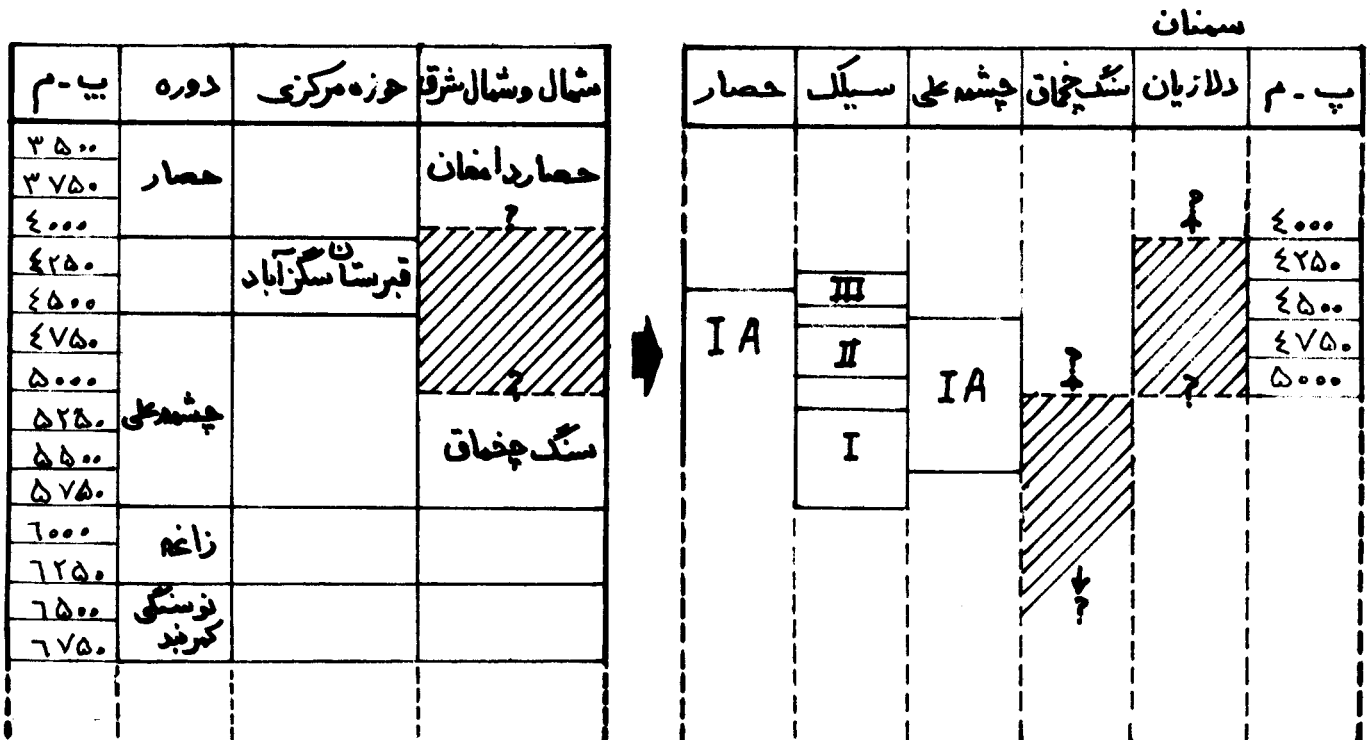 سمنان
پ - م
دلازیان
سنگ چخماق
چشمه علی
سیلک
حصار
۴۰۰۰
۴۲۵۰
۴۵۰۰
۴۷۵۰
۵۰۰۰
?
?
?
?
IA
III
II
I
IA
شمال و شمال شرق
حوزه مرکزی
دوره
پ - م
حصار دامغان
?
?
سنگ چخماق
قبرستان سگزآباد
حصار
چشمه علی
زاغه
نوسنگی
کمربند
۳۵۰۰
۳۷۵۰
۴۰۰۰
۴۲۵۰
۴۵۰۰
۴۷۵۰
۵۰۰۰
۵۲۵۰
۵۵۰۰
۵۷۵۰
۶۰۰۰
۶۲۵۰
۶۵۰۰
۶۷۵۰